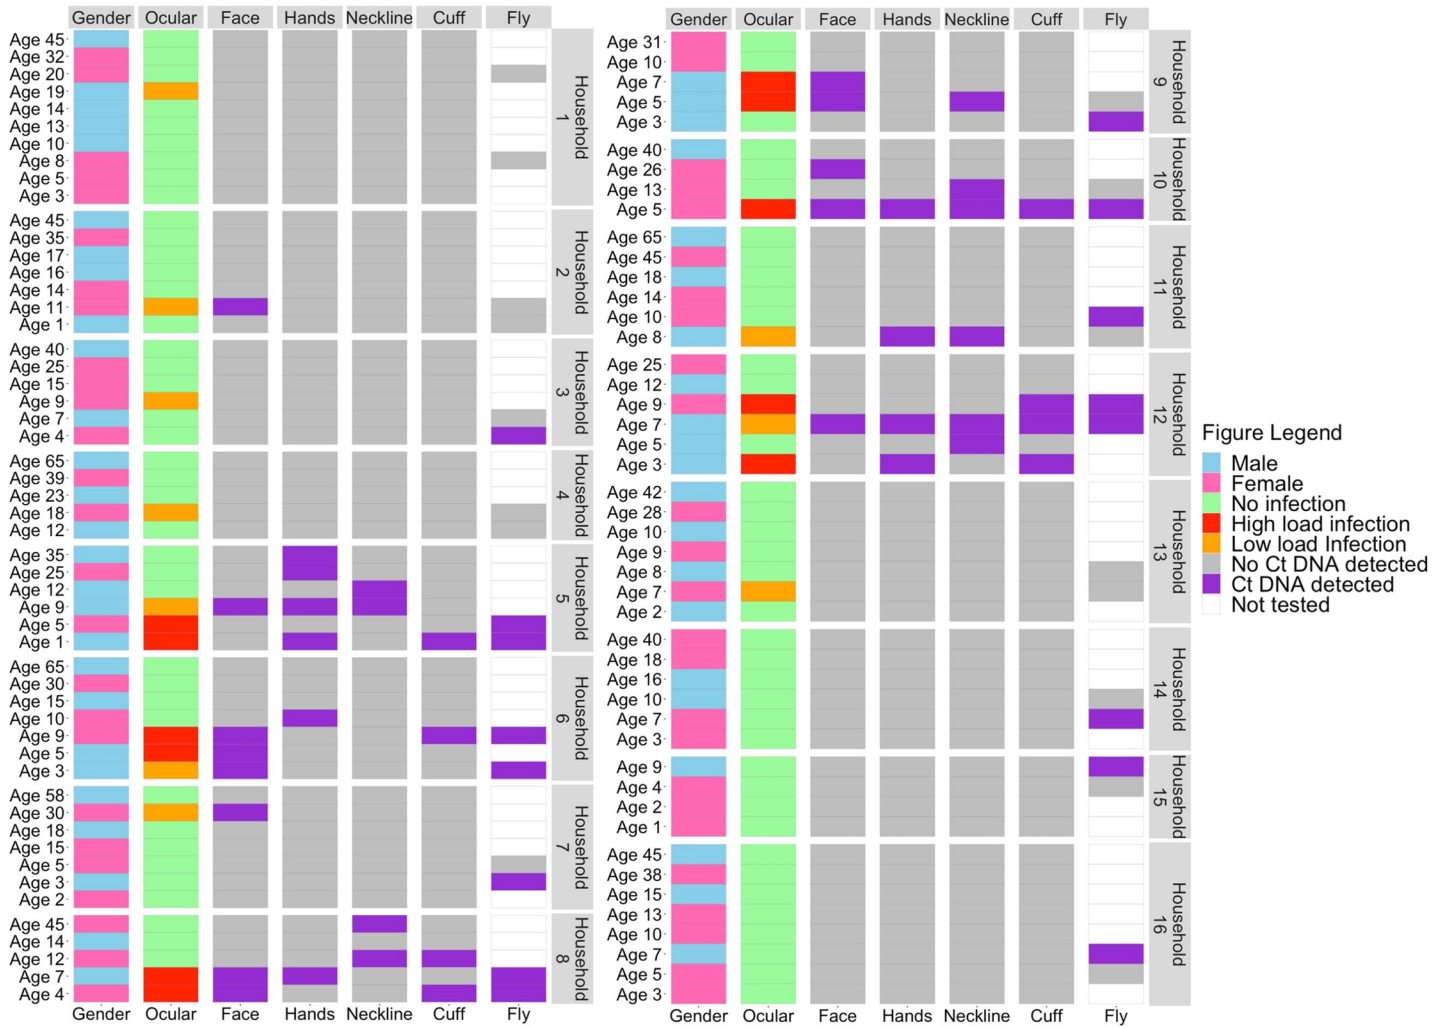 Gender Ocular Face Hands Neckline Cuff Fly
Age 45
Age 32
Age 20
Age 19
Age 14
Age 13
Age 10
Age 8
Age 5
Age 3
Household
1
Age 45
Age 35
Age 17
Age 16
Age 14
Age 11
Age 1
Household
2
Age 40
Age 25
Age 15
Age 9
Age 7
Age 4
Household
3
Age 65
Age 39
Age 23
Age 18
Age 12
Household
4
Age 35
Age 25
Age 12
Age 9
Age 5
Age 1
Household
5
Age 65
Age 30
Age 15
Age 10
Age 9
Age 5
Age 3
Household
6
Age 58
Age 30
Age 18
Age 15
Age 5
Age 3
Age 2
Household
7
Age 45
Age 14
Age 12
Age 7
Age 4
Household
8
Gender Ocular Face Hands Neckline Cuff Fly
Gender Ocular Face Hands Neckline Cuff Fly
Age 31
Age 10
Age 7
Age 5
Age 3
Household
9
Age 40
Age 26
Age 13
Age 5
Household
10
Age 65
Age 45
Age 18
Age 14
Age 10
Age 8
Household
11
Age 25
Age 12
Age 9
Age 7
Age 5
Age 3
Household
12
Age 42
Age 28
Age 10
Age 9
Age 8
Age 7
Age 2
Household
13
Age 40
Age 18
Age 16
Age 10
Age 7
Age 3
Household
14
Age 9
Age 4
Age 2
Age 1
Household
15
Age 45
Age 38
Age 15
Age 13
Age 10
Age 7
Age 5
Age 3
Household
16
Gender Ocular Face Hands Neckline Cuff Fly
Figure Legend
Male
Female
No infection
High load infection
Low load Infection
No Ct DNA detected
Ct DNA detected
Not tested